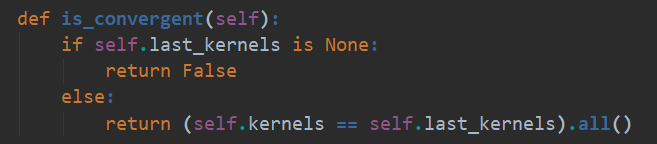 def is_convergent(self):
    if self.last_kernels is None:
        return False
    else:
        return (self.kernels == self.last_kernels).all()